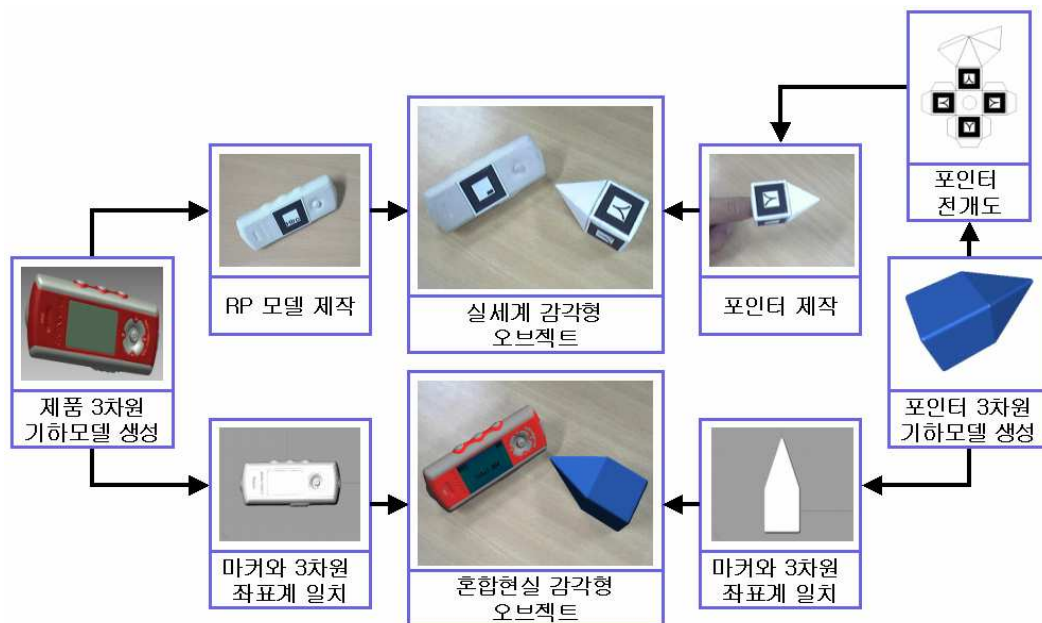 포인터
전개도
RP 모델 제작
실세계 감각형
오브젝트
포인터 제작
제품 3차원
기하모델 생성
포인터 3차원
기하모델 생성
마커와 3차원
좌표계 일치
혼합현실 감각형
오브젝트
마커와 3차원
좌표계 일치